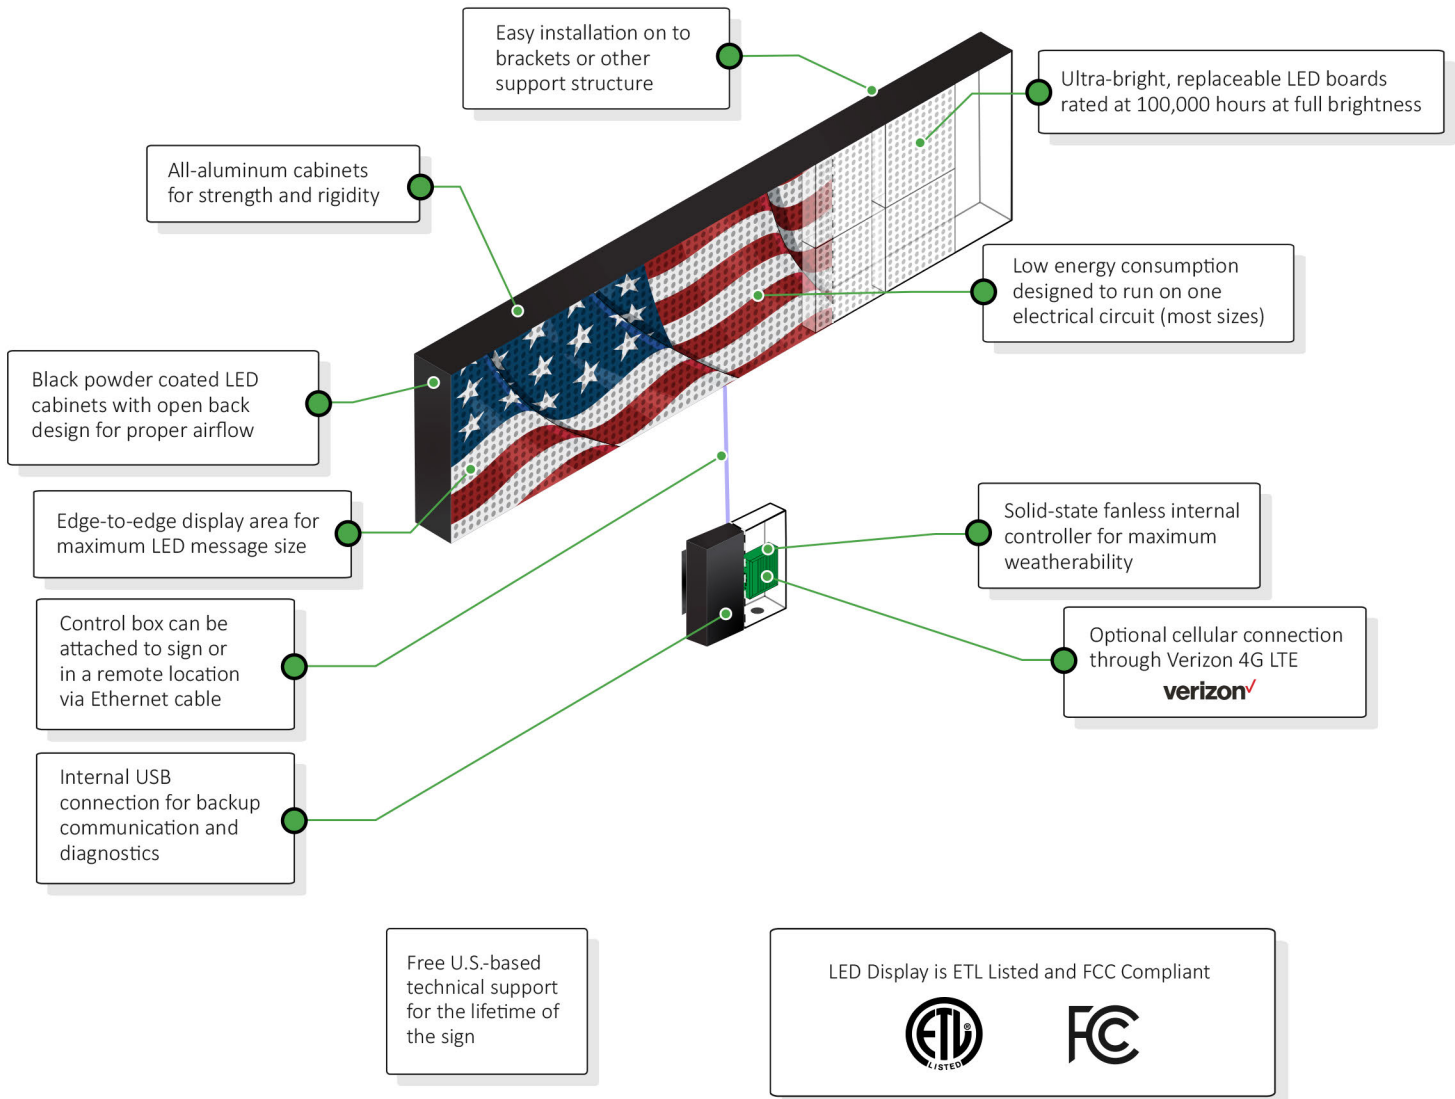 Easy installation on to
brackets or other
support structure
Ultra-bright, replaceable LED boards
rated at 100,000 hours at full brightness
All-aluminum cabinets
for strength and rigidity
Low energy consumption
designed to run on one
electrical circuit (most sizes)
Black powder coated LED
cabinets with open back
design for proper airflow
Edge-to-edge display area for
maximum LED message size
Solid-state fanless internal
controller for maximum
weatherability
Control box can be
attached to sign or
in a remote location
via Ethernet cable
Optional cellular connection
through Verizon 4G LTE
verizon✓
Internal USB
connection for backup
communication and
diagnostics
Free U.S.-based
technical support
for the lifetime of
the sign
LED Display is ETL Listed and FCC Compliant
ETL®
LISTED
FCC